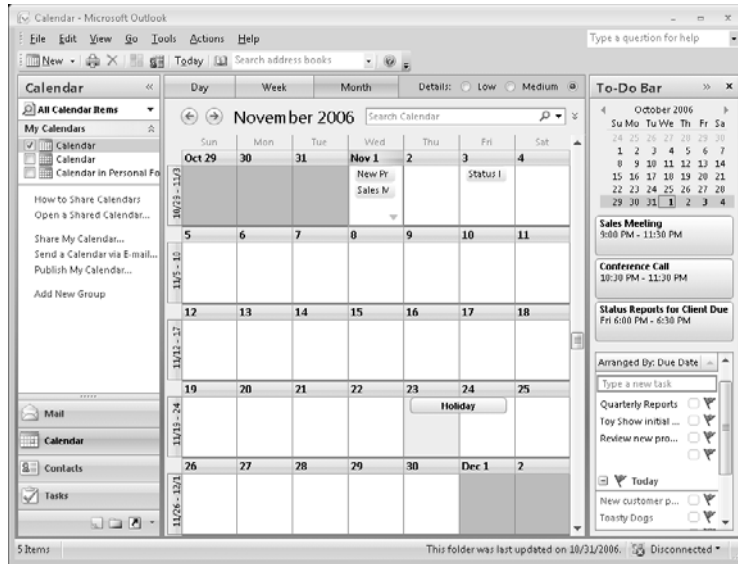 Calendar - Microsoft Outlook
File Edit View Go Tools Actions Help
Type a question for help
New Today Search address books
Calendar «
All Calendar Items
My Calendars
Calendar
Calendar
Calendar in Personal Fo
How to Share Calendars
Open a Shared Calendar...
Share My Calendar...
Send a Calendar via E-mail...
Publish My Calendar...
Add New Group
Mail
Calendar
Contacts
Tasks
Day Week Month Details: Low Medium
November 2006 Search Calendar
Sun Mon Tue Wed Thu Fri Sat
10/29 - 11/3
Oct 29 30 31 Nov 1 2 3 4
New Pr Status I
Sales M
11/5 - 10
5 6 7 8 9 10 11
11/12 - 17
12 13 14 15 16 17 18
11/19 - 24
19 20 21 22 23 24 25
Holiday
11/26 - 12/1
26 27 28 29 30 Dec 1 2
To-Do Bar »
October 2006
Su Mo Tu We Th Fr Sa
24 25 26 27 28 29 30
1 2 3 4 5 6 7
8 9 10 11 12 13 14
15 16 17 18 19 20 21
22 23 24 25 26 27 28
29 30 31 1 2 3 4
Sales Meeting
9:00 PM - 11:30 PM
Conference Call
10:30 PM - 11:30 PM
Status Reports for Client Due
Fri 6:00 PM - 6:30 PM
Arranged By: Due Date
Type a new task
Quarterly Reports
Toy Show initial ...
Review new pro...
Today
New customer p...
Toasty Dogs
5 Items
This folder was last updated on 10/31/2006.
Disconnected